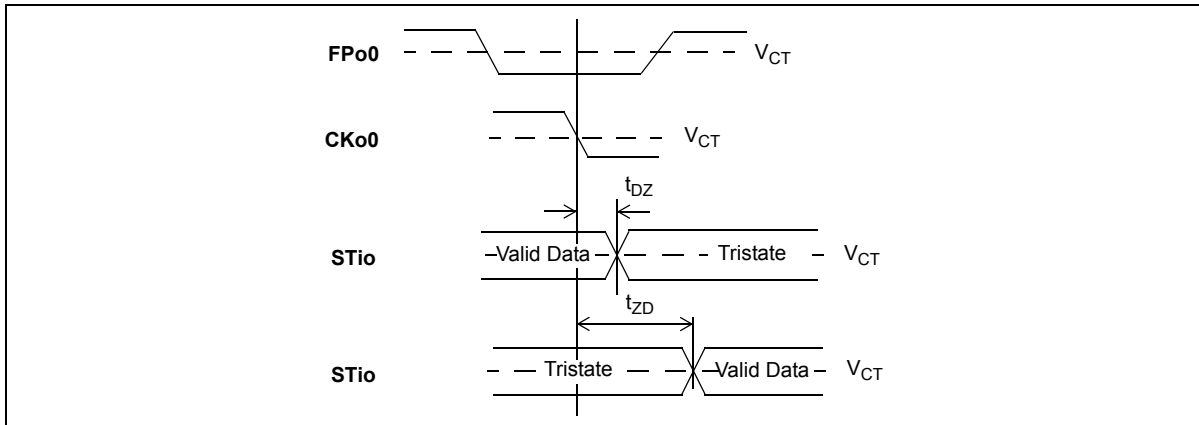 FPo0 V_CT
CKo0 V_CT
t_DZ
STio Valid Data Tristate V_CT
t_ZD
STio Tristate Valid Data V_CT